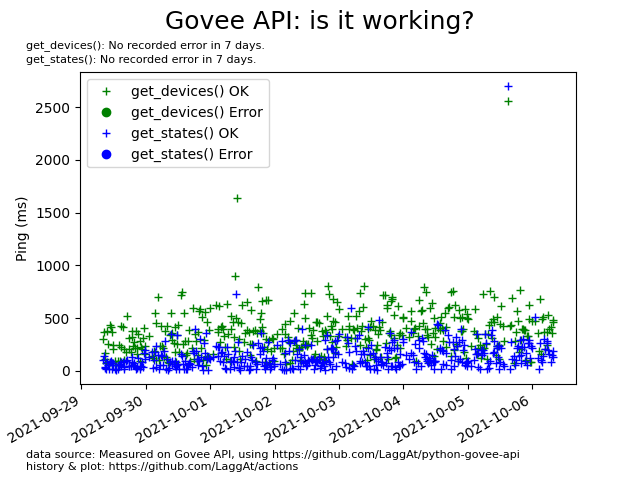 Govee API: is it working?
get_devices(): No recorded error in 7 days.
get_states(): No recorded error in 7 days.
get_devices() OK
get_devices() Error
get_states() OK
get_states() Error
2500
2000
1500
1000
500
0
Ping (ms)
2021-09-29
2021-09-30
2021-10-01
2021-10-02
2021-10-03
2021-10-04
2021-10-05
2021-10-06
data source: Measured on Govee API, using https://github.com/LaggAt/python-govee-api
history & plot: https://github.com/LaggAt/actions